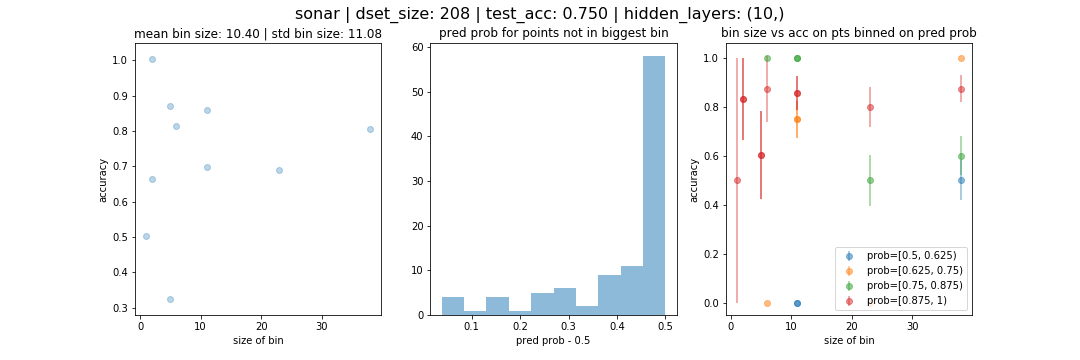 sonar | dset_size: 208 | test_acc: 0.750 | hidden_layers: (10,)
mean bin size: 10.40 | std bin size: 11.08
1.0
0.9
0.8
0.7
0.6
0.5
0.4
0.3
accuracy
0
10
20
30
size of bin
pred prob for points not in biggest bin
60
50
40
30
20
10
0
0.1
0.2
0.3
0.4
0.5
pred prob - 0.5
bin size vs acc on pts binned on pred prob
1.0
0.8
0.6
0.4
0.2
0.0
accuracy
prob=[0.5, 0.625)
prob=[0.625, 0.75)
prob=[0.75, 0.875)
prob=[0.875, 1)
0
10
20
30
size of bin